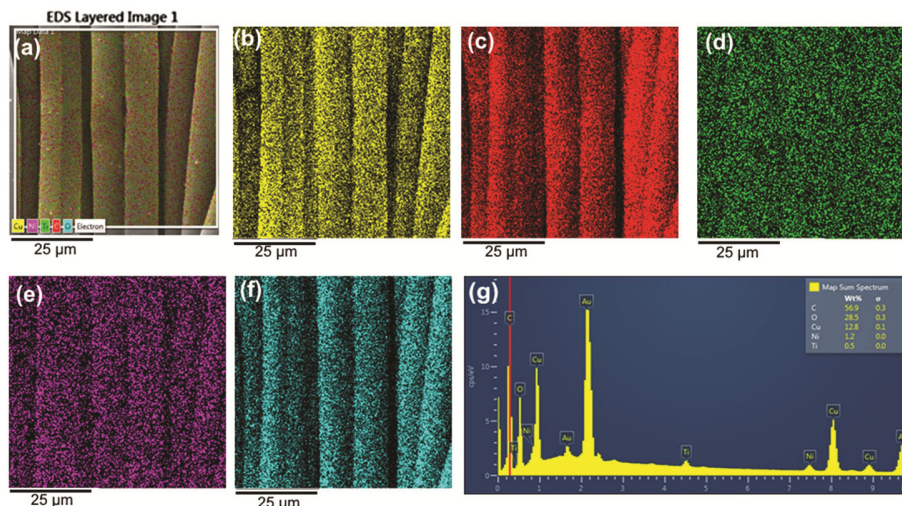 EDS Layered Image 1
Map Data 1
(a)
Cu Ni Ti C O Electron
25 µm
(b)
25 µm
(c)
25 µm
(d)
25 µm
(e)
25 µm
(f)
25 µm
(g)
Map Sum Spectrum
Wt% σ
C 56.9 0.3
O 28.5 0.3
Cu 12.8 0.1
Ni 1.2 0.0
Ti 0.5 0.0
cps/eV
15
10
5
0
C
O
Ti
Ni
Cu
Au
Au
Ti
Ni
Cu
Cu
0 1 2 3 4 5 6 7 8 9